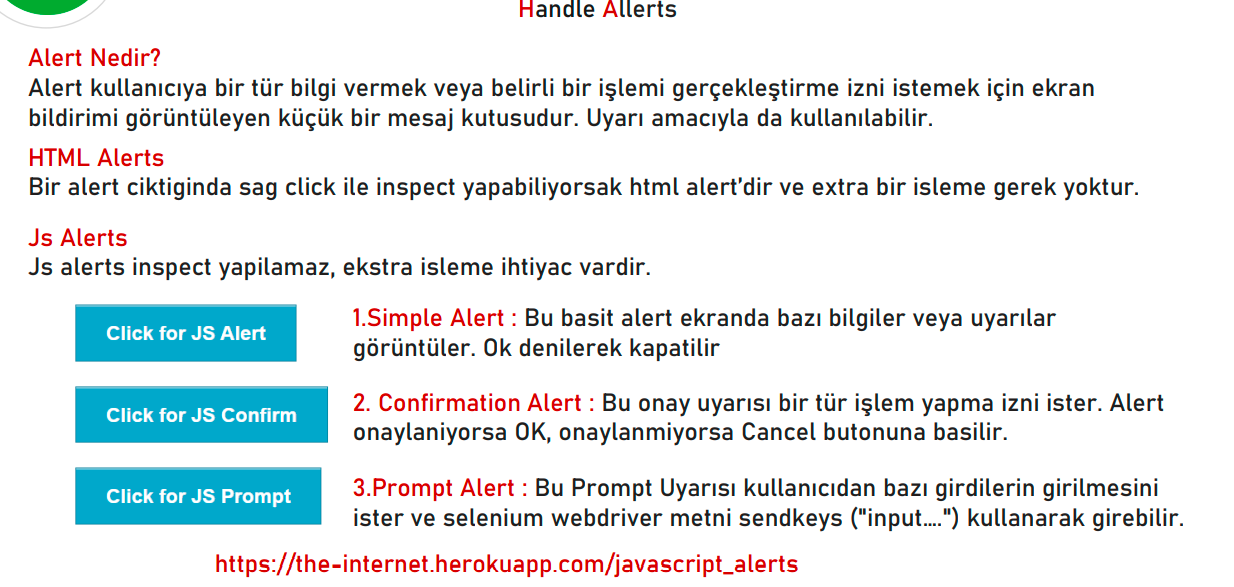 Handle Allerts
Alert Nedir?
Alert kullanıcıya bir tür bilgi vermek veya belirli bir işlemi gerçekleştirme izni istemek için ekran
bildirimi görüntüleyen küçük bir mesaj kutusudur. Uyarı amacıyla da kullanılabilir.
HTML Alerts
Bir alert ciktiginda sag click ile inspect yapabiliyorsak html alert’dir ve extra bir isleme gerek yoktur.
Js Alerts
Js alerts inspect yapilamaz, ekstra isleme ihtiyac vardir.
Click for JS Alert
1.Simple Alert : Bu basit alert ekranda bazı bilgiler veya uyarılar
görüntüler. Ok denilerek kapatilir
Click for JS Confirm
2. Confirmation Alert : Bu onay uyarısı bir tür işlem yapma izni ister. Alert
onaylaniyorsa OK, onaylanmiyorsa Cancel butonuna basilir.
Click for JS Prompt
3.Prompt Alert : Bu Prompt Uyarısı kullanıcıdan bazı girdilerin girilmesini
ister ve selenium webdriver metni sendkeys ("input....") kullanarak girebilir.
https://the-internet.herokuapp.com/javascript_alerts